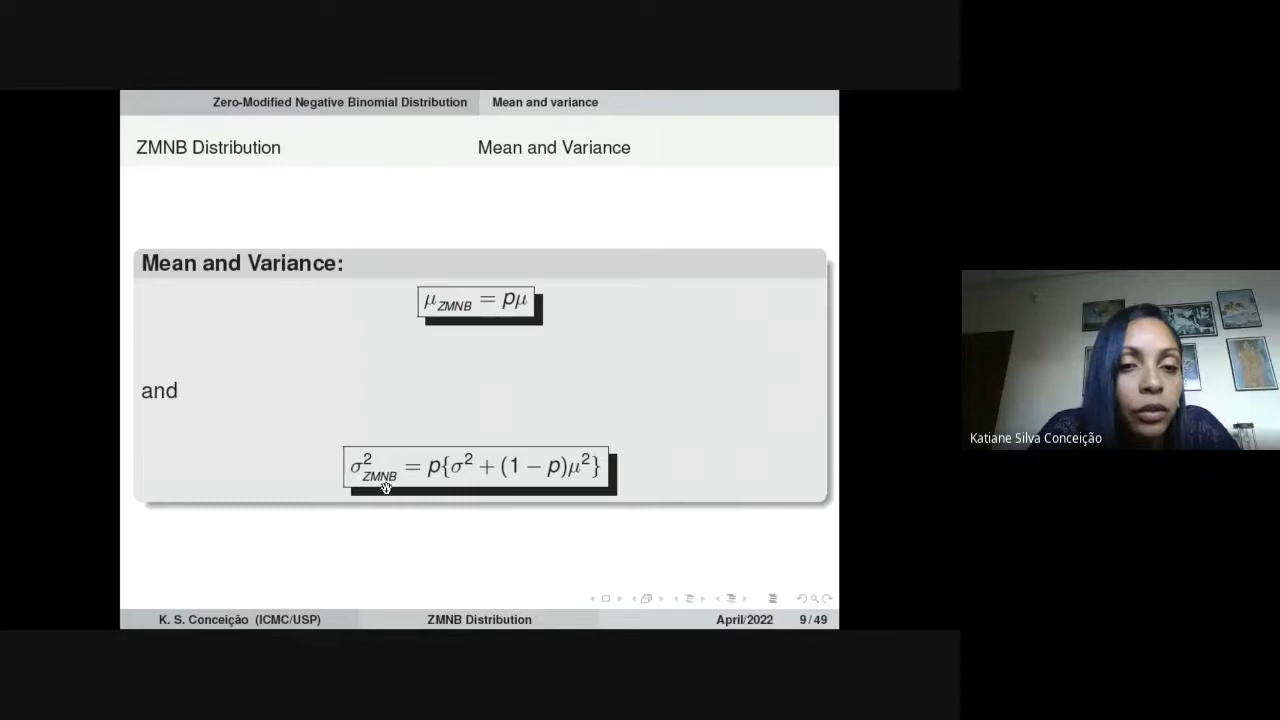 Zero-Modified Negative Binomial Distribution Mean and variance
ZMNB Distribution Mean and Variance
Mean and Variance:
μ_ZMNB = pμ
and
σ²_ZMNB = p{σ² + (1 − p)μ²}
Katiane Silva Conceição
K. S. Conceição (ICMC/USP) ZMNB Distribution April/2022 9/49